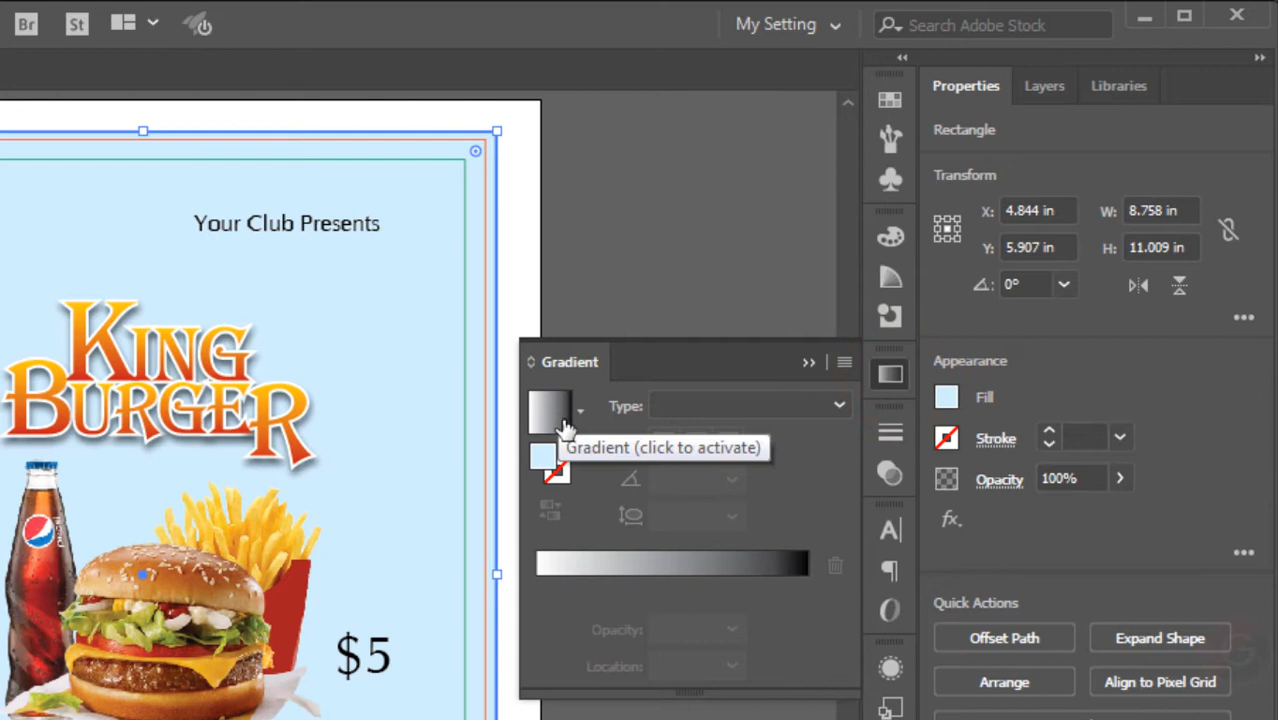 Br St My Setting Search Adobe Stock
Properties Layers Libraries
Rectangle
Transform
X: 4.844 in W: 8.758 in
Y: 5.907 in H: 11.009 in
0°
Your Club Presents
KING
BURGER
pepsi
$5
Gradient
Type:
Gradient (click to activate)
Opacity:
Location:
Appearance
Fill
Stroke
Opacity 100%
fx.
Quick Actions
Offset Path Expand Shape
Arrange Align to Pixel Grid